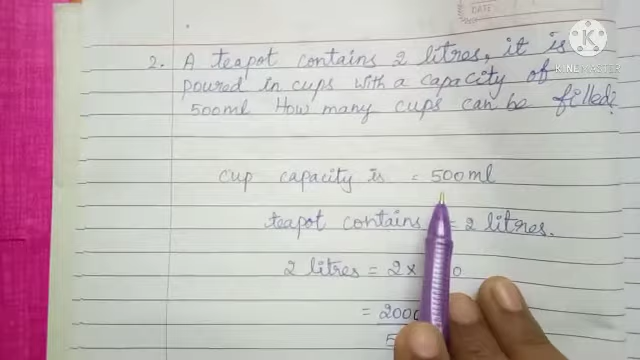 DATE:
KINEMASTER
2. A teapot contains 2 litres, it is
poured in cups with a capacity of
500ml How many cups can be filled?
cup capacity is = 500ml
teapot contains = 2 litres.
2 litres = 2 ×
= 2000